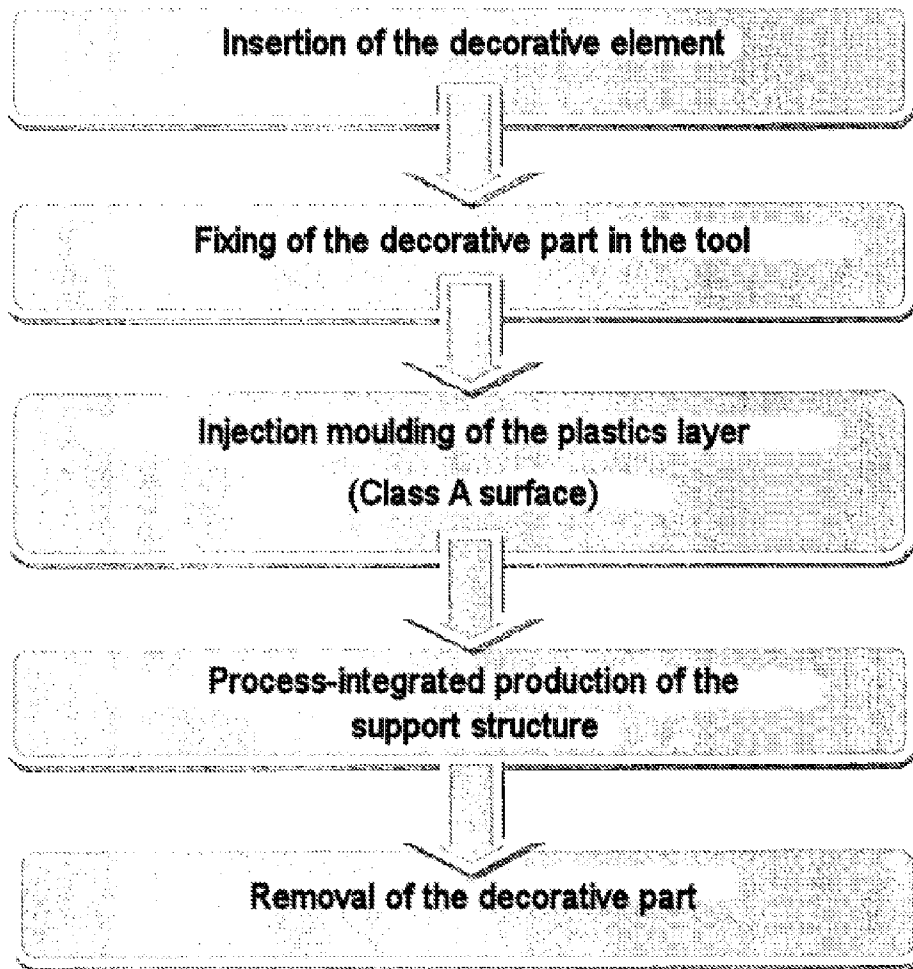 Insertion of the decorative element
Fixing of the decorative part in the tool
Injection moulding of the plastics layer
(Class A surface)
Process-integrated production of the
support structure
Removal of the decorative part